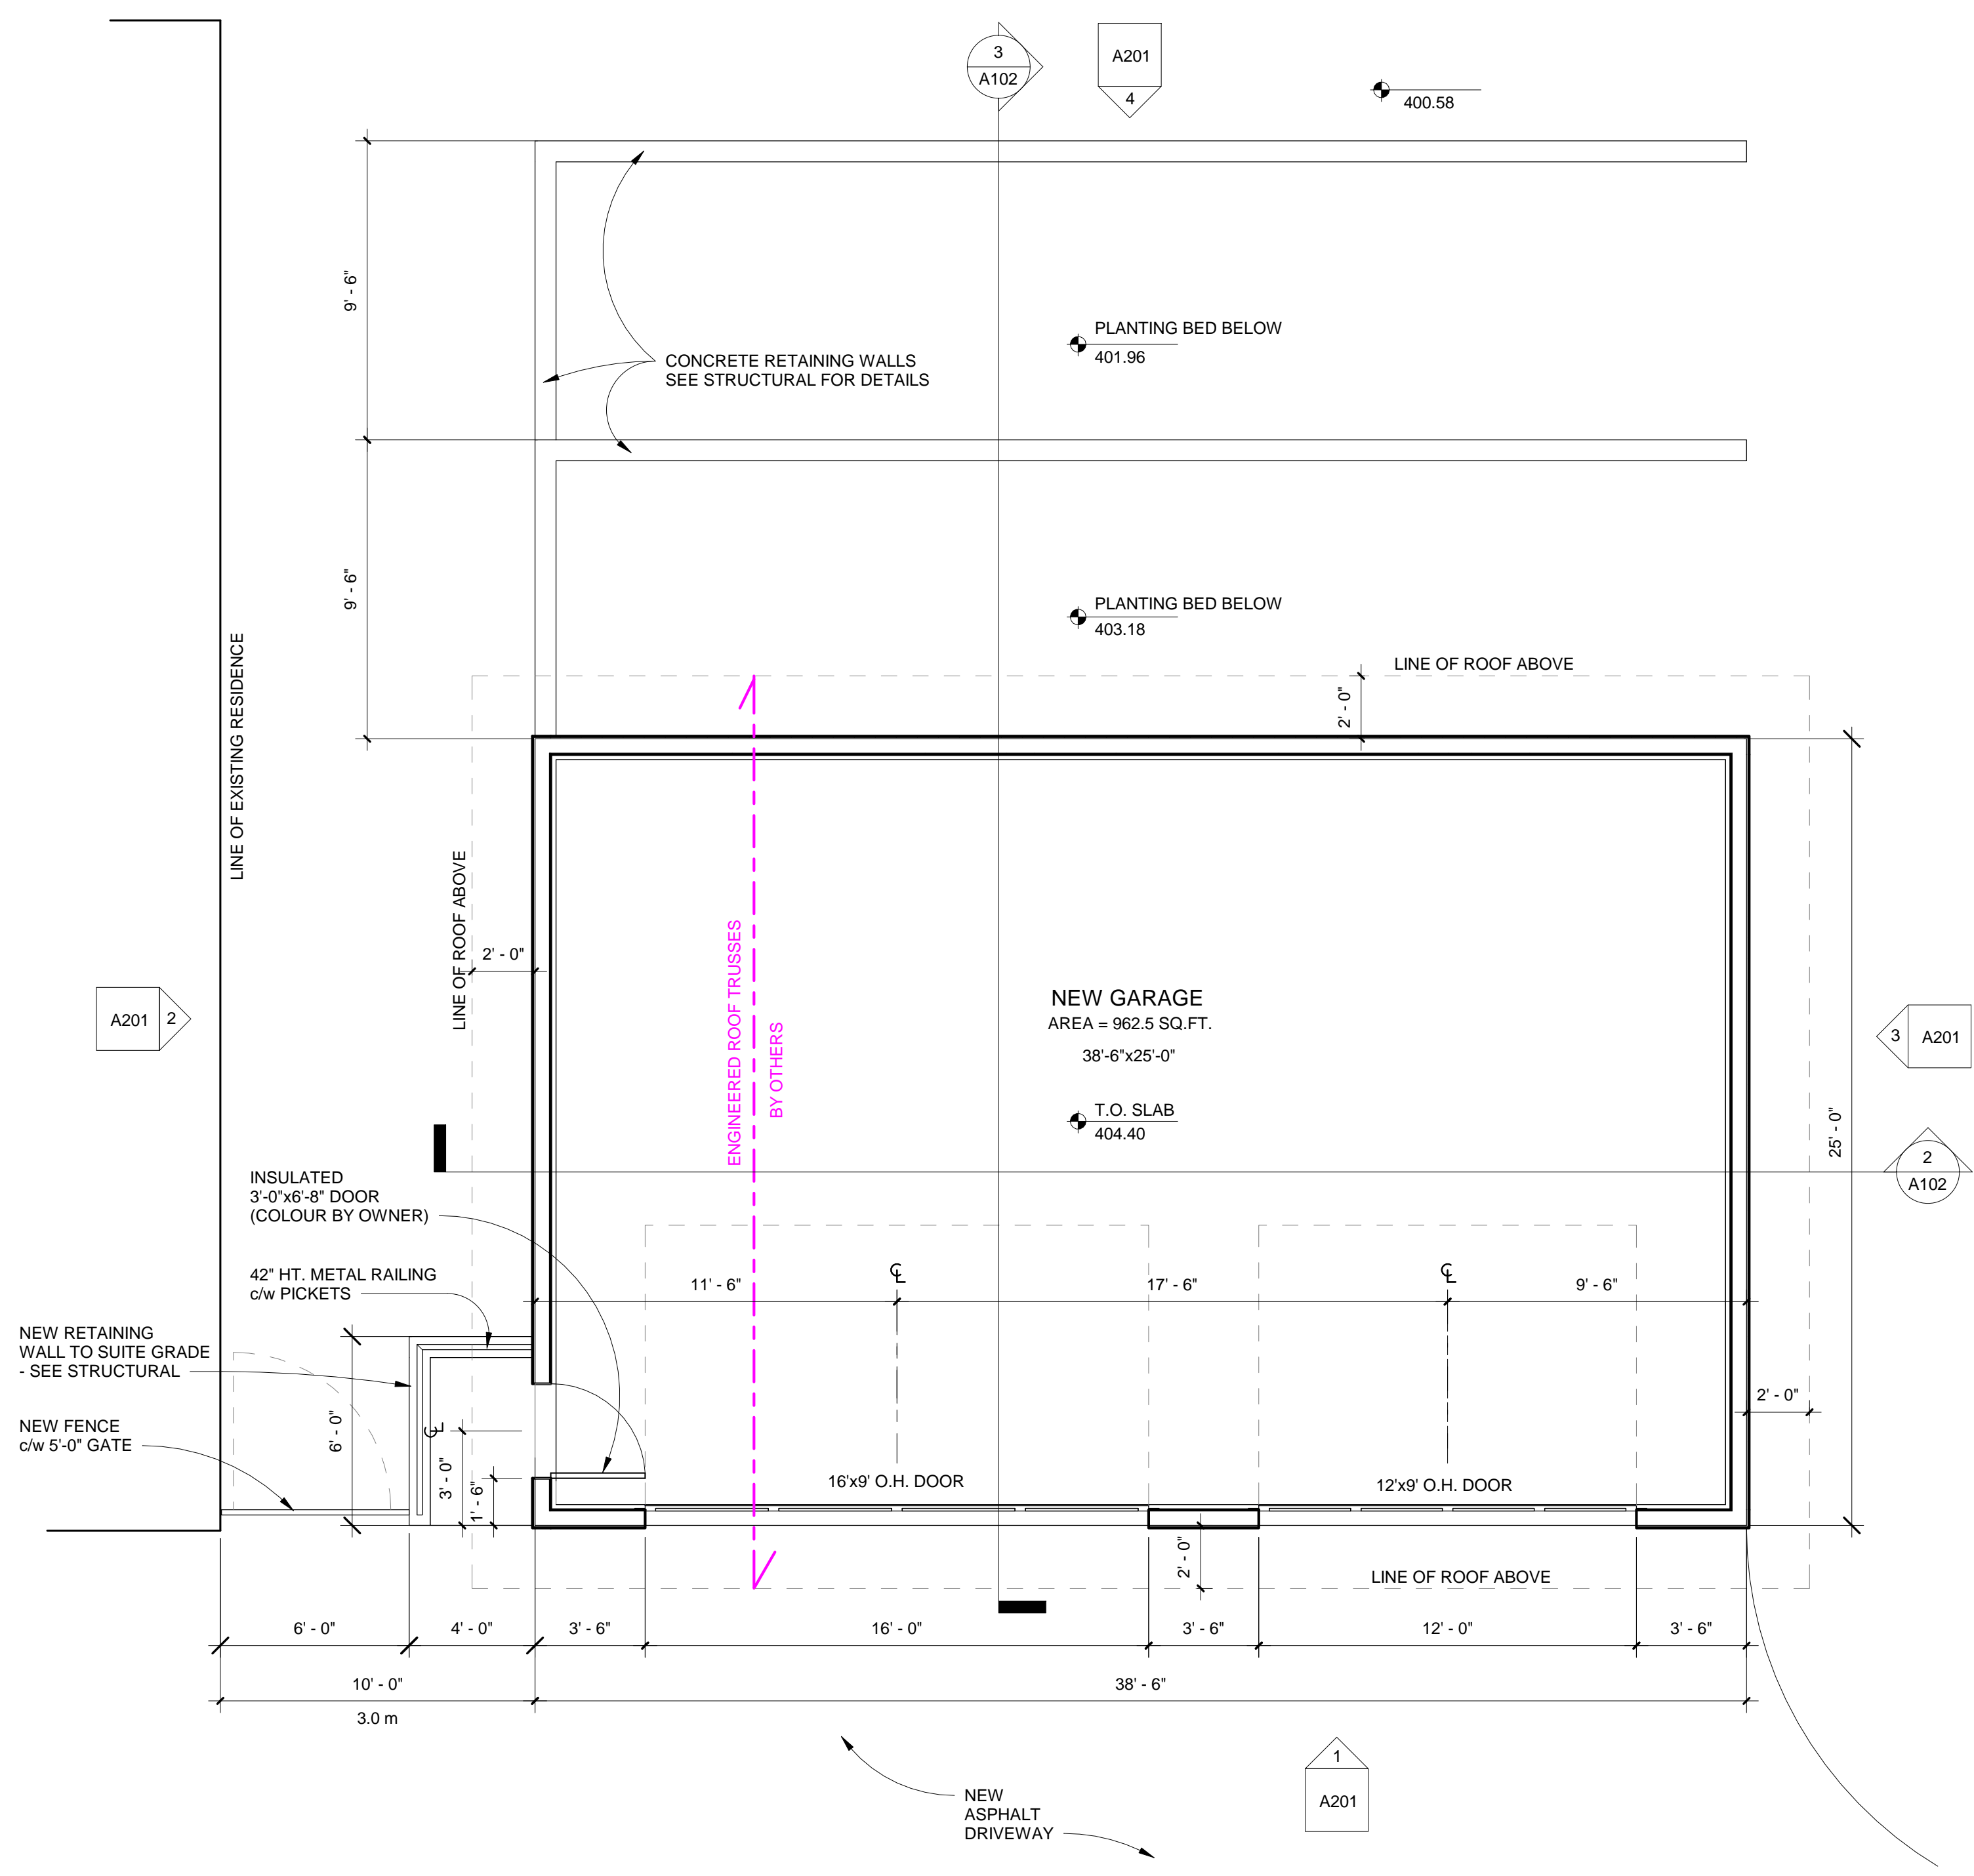 3
A102
A201
4
400.58
9' - 6"
PLANTING BED BELOW
401.96
CONCRETE RETAINING WALLS
SEE STRUCTURAL FOR DETAILS
9' - 6"
PLANTING BED BELOW
403.18
LINE OF EXISTING RESIDENCE
LINE OF ROOF ABOVE
2' - 0"
LINE OF ROOF ABOVE
2' - 0"
ENGINEERED ROOF TRUSSES
BY OTHERS
NEW GARAGE
AREA = 962.5 SQ.FT.
38'-6"x25'-0"
A201
2
3
A201
T.O. SLAB
404.40
25' - 0"
2
A102
INSULATED
3'-0"x6'-8" DOOR
(COLOUR BY OWNER)
42" HT. METAL RAILING
c/w PICKETS
11' - 6"
℄
17' - 6"
℄
9' - 6"
NEW RETAINING
WALL TO SUITE GRADE
- SEE STRUCTURAL
NEW FENCE
c/w 5'-0" GATE
6' - 0"
℄
3' - 0"
1' - 6"
2' - 0"
16'x9' O.H. DOOR
12'x9' O.H. DOOR
2' - 0"
LINE OF ROOF ABOVE
6' - 0"
4' - 0"
3' - 6"
16' - 0"
3' - 6"
12' - 0"
3' - 6"
10' - 0"
3.0 m
38' - 6"
1
A201
NEW
ASPHALT
DRIVEWAY